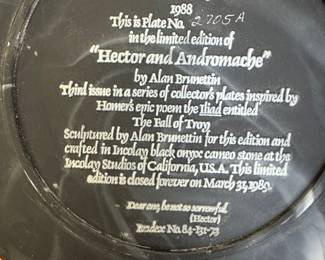 1988
This is Plate No. 2705A
in the limited edition of
"Hector and Andromache"
by Alan Brunettin
Third issue in a series of collector's plates inspired by
Homer's epic poem the Iliad entitled
The Fall of Troy
Sculptured by Alan Brunettin for this edition and
crafted in Incolay black onyx cameo stone at the
Incolay Studios of California, U.S.A. This limited
edition is closed forever on March 31, 1989.
Dear one, be not so sorrowful.
(Hector)
Bradex No. 84-I31-7.3